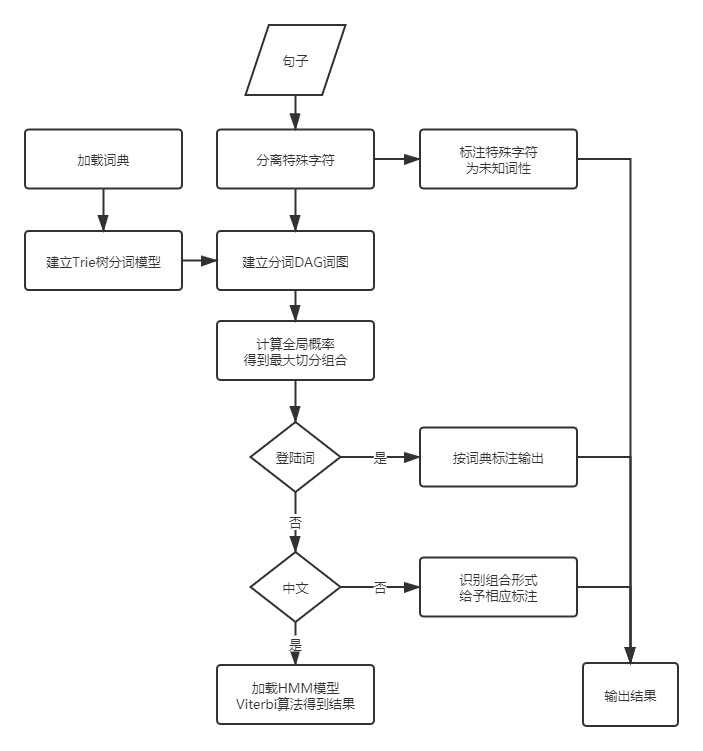 句子
加载词典
分离特殊字符
标注特殊字符
为未知词性
建立Trie树分词模型
建立分词DAG词图
计算全局概率
得到最大切分组合
登陆词
是
按词典标注输出
否
中文
否
识别组合形式
给予相应标注
是
加载HMM模型
Viterbi算法得到结果
输出结果